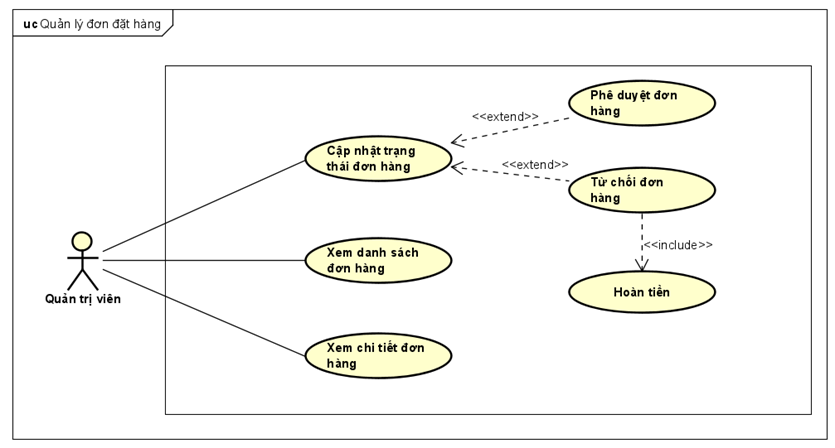 uc Quản lý đơn đặt hàng
Phê duyệt đơn
hàng
<<extend>>
Cập nhật trạng
thái đơn hàng
<<extend>>
Từ chối đơn
hàng
<<include>>
Xem danh sách
đơn hàng
Hoàn tiền
Quản trị viên
Xem chi tiết đơn
hàng